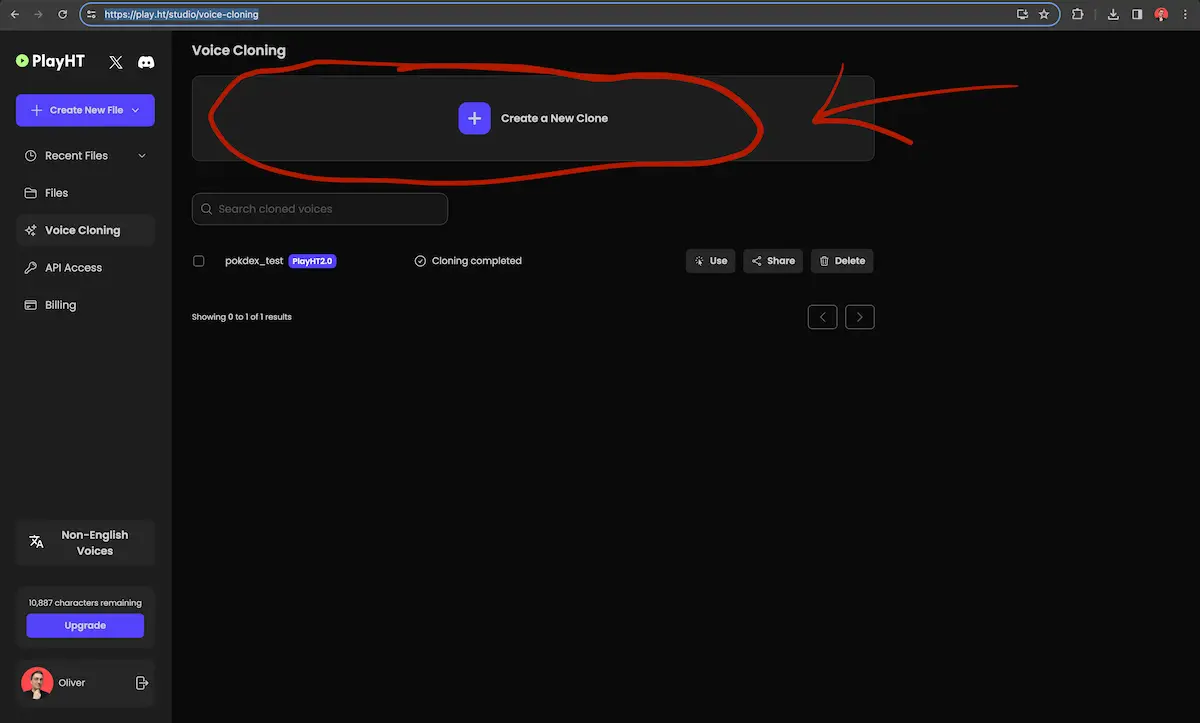 https://play.ht/studio/voice-cloning
PlayHT
Create New File
Recent Files
Files
Voice Cloning
API Access
Billing
Non-English
Voices
10,887 characters remaining
Upgrade
Oliver
Voice Cloning
Create a New Clone
Search cloned voices
pokdex_test PlayHT2.0 Cloning completed Use Share Delete
Showing 0 to 1 of 1 results